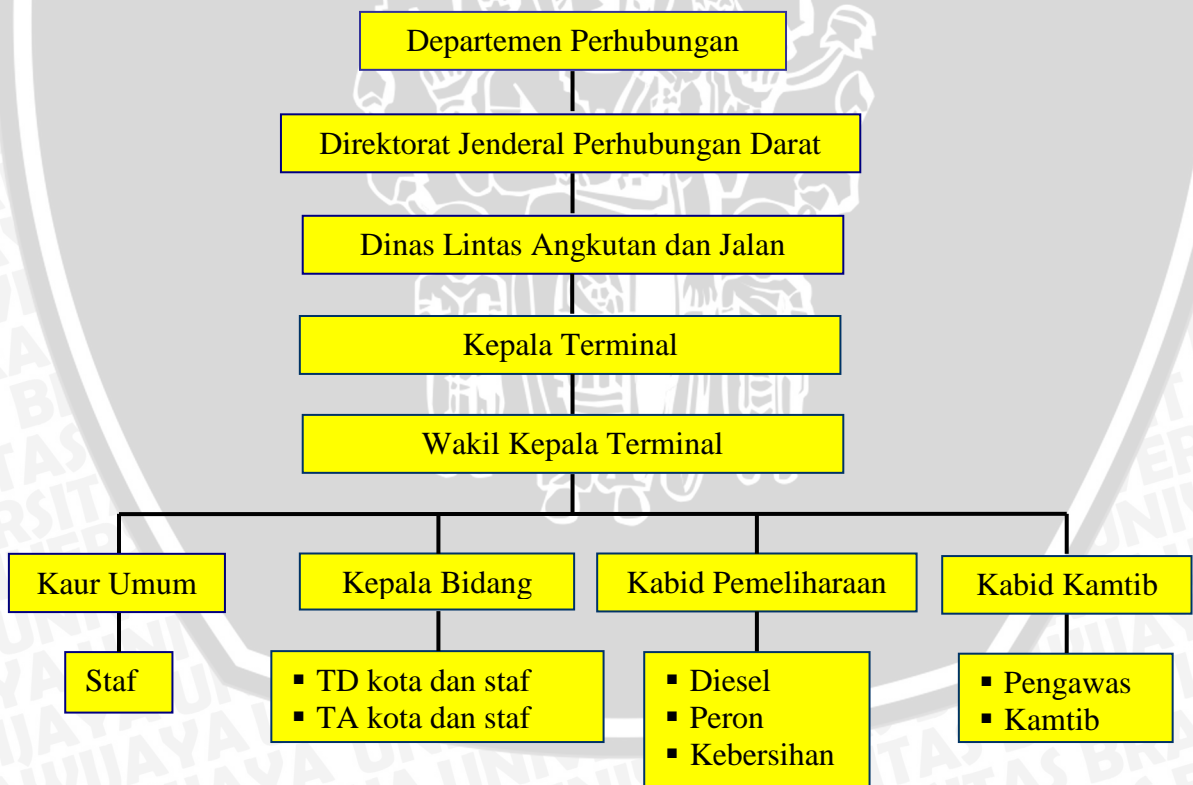 Departemen Perhubungan
Direktorat Jenderal Perhubungan Darat
Dinas Lintas Angkutan dan Jalan
Kepala Terminal
Wakil Kepala Terminal
Kaur Umum
Kepala Bidang
Kabid Pemeliharaan
Kabid Kamtib
Staf
▪ TD kota dan staf
▪ TA kota dan staf
▪ Diesel
▪ Peron
▪ Kebersihan
▪ Pengawas
▪ Kamtib